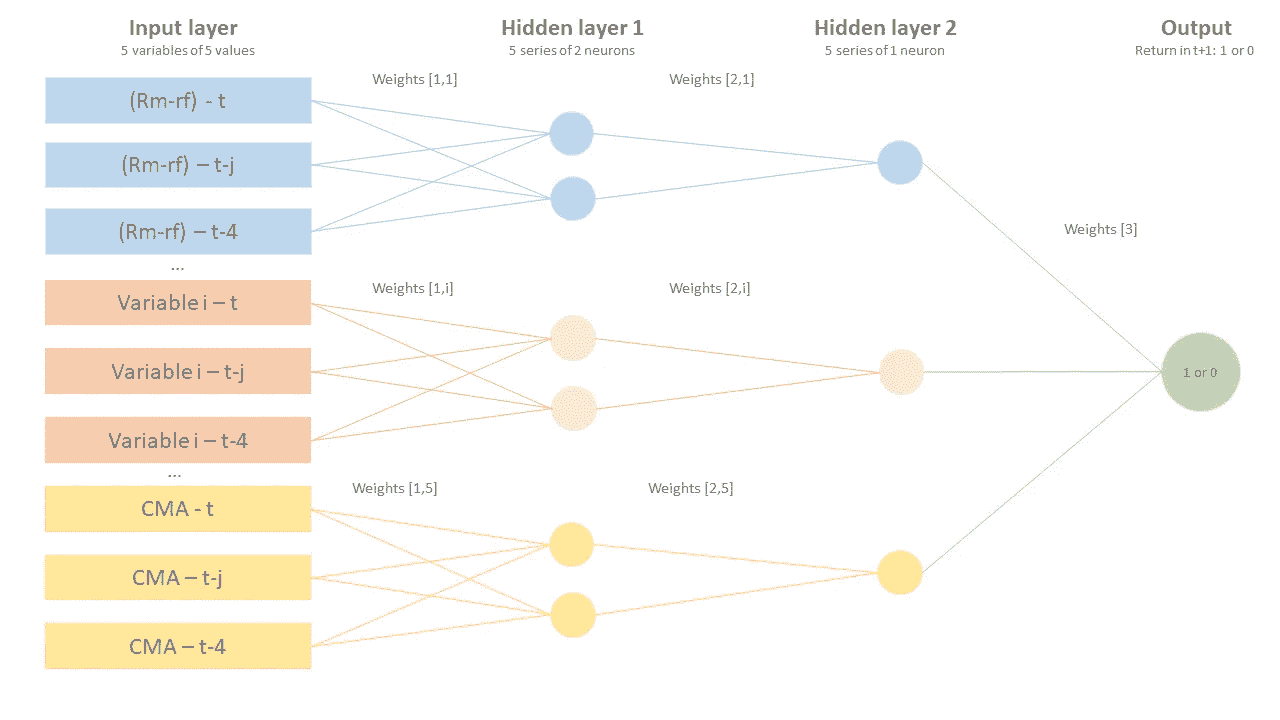 Input layer
5 variables of 5 values
Hidden layer 1
5 series of 2 neurons
Hidden layer 2
5 series of 1 neuron
Output
Return in t+1: 1 or 0
Weights [1,1]
Weights [2,1]
(Rm-rf) - t
(Rm-rf) – t-j
(Rm-rf) – t-4
...
Weights [3]
Weights [1,i]
Weights [2,i]
Variable i – t
Variable i – t-j
Variable i – t-4
...
1 or 0
Weights [1,5]
Weights [2,5]
CMA - t
CMA – t-j
CMA – t-4